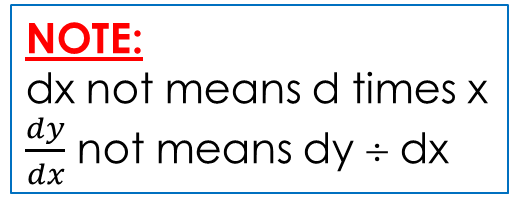 NOTE:
dx not means d times x
dy/dx not means dy ÷ dx